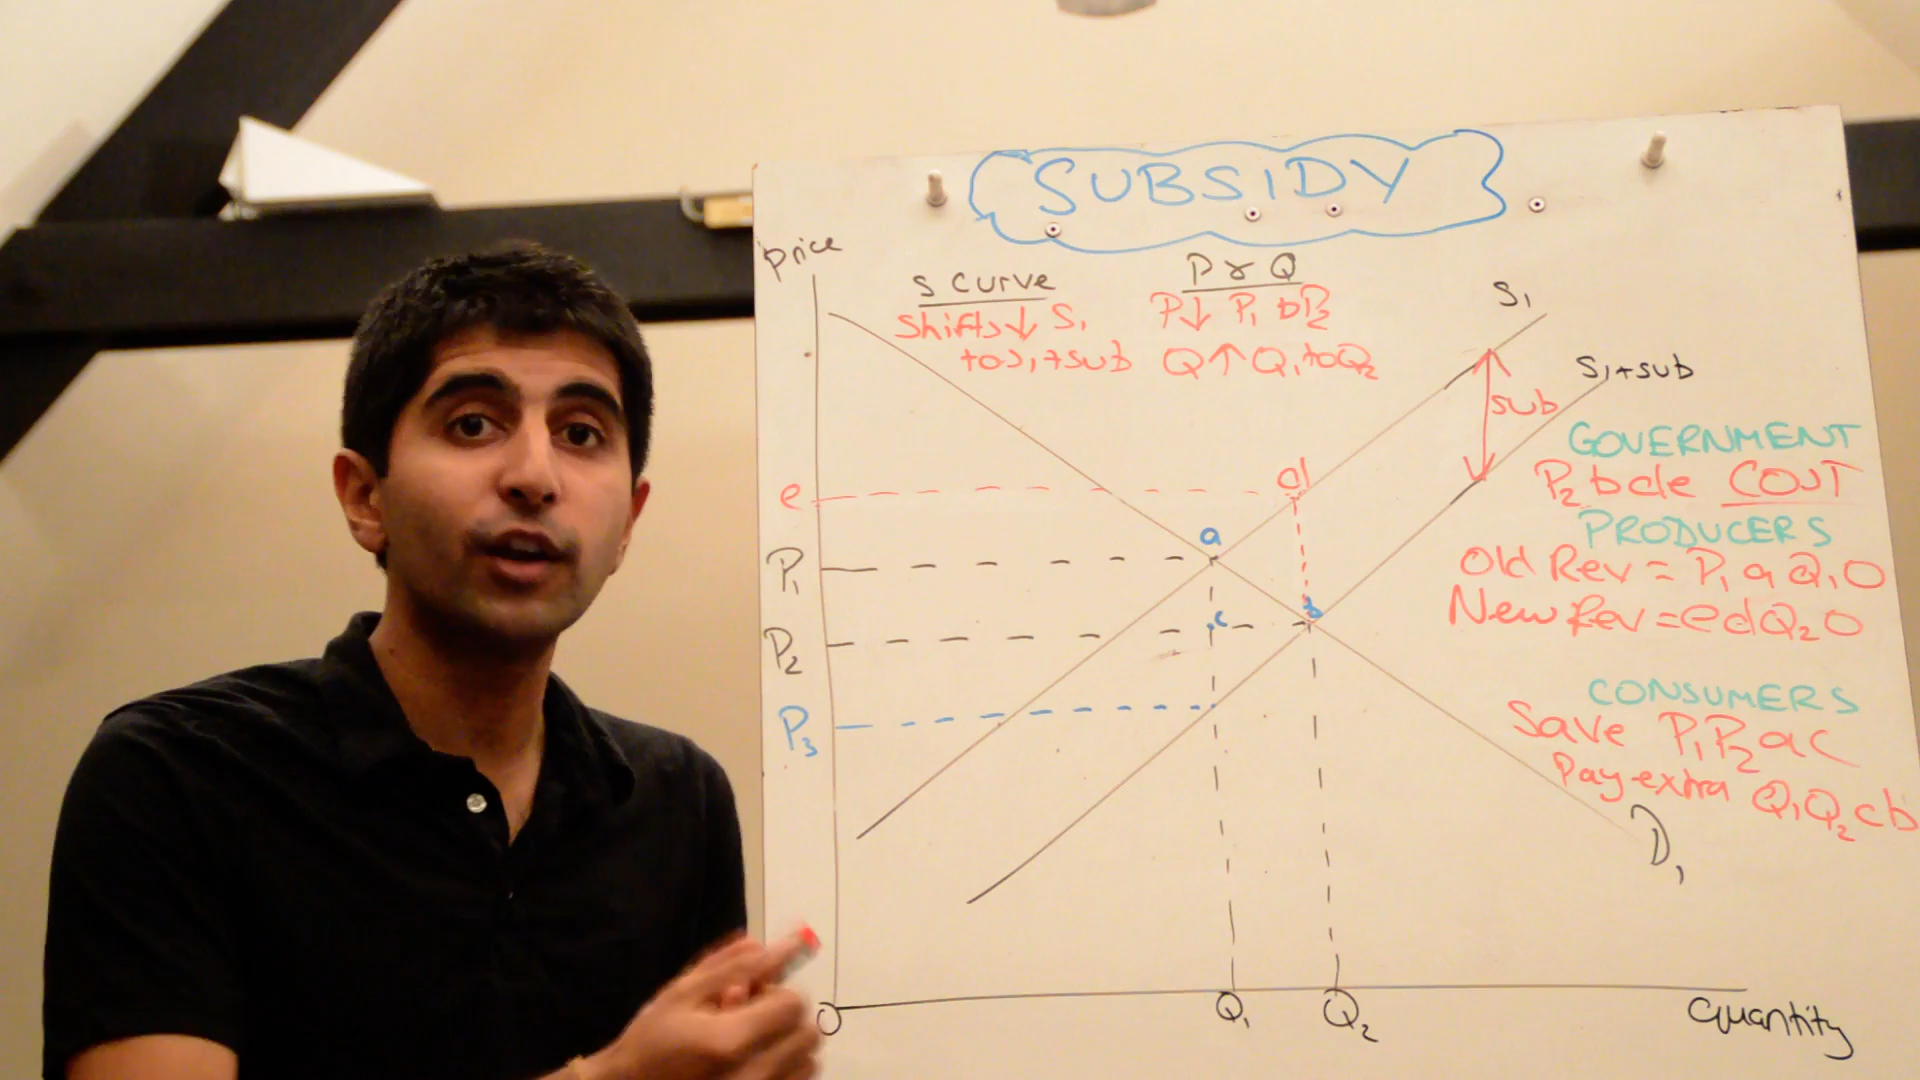 SUBSIDY
Price
S curve
Shifts↓ S₁
to S₁+sub
P & Q
P↓ P₁ to P₂
Q↑ Q₁ to Q₂
S₁
S₁+sub
sub
e
d
a
P₁
c
b
P₂
P₃
GOVERNMENT
P₂bde COST
PRODUCERS
Old Rev = P₁aQ₁O
New Rev = edQ₂O
CONSUMERS
Save P₁P₂ac
Pay extra Q₁Q₂cb
D₁
O
Q₁
Q₂
Quantity